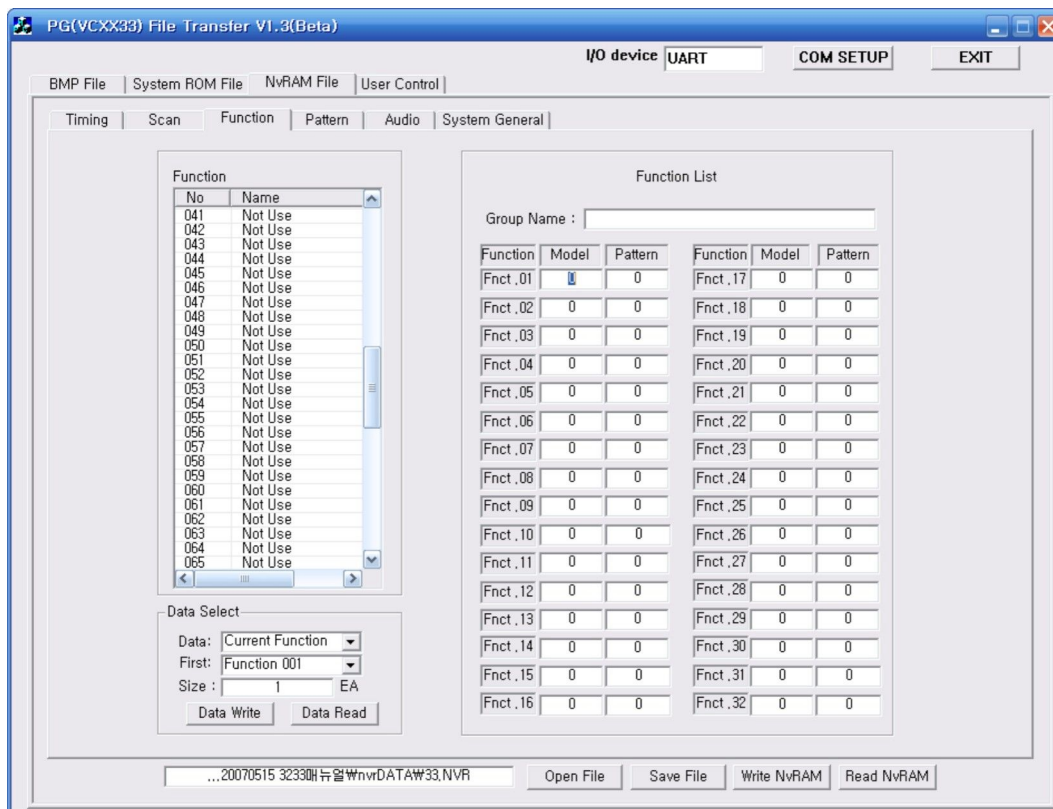 PG(VCXX33) File Transfer V1.3(Beta)
I/O device UART COM SETUP EXIT
BMP File System ROM File NvRAM File User Control
Timing Scan Function Pattern Audio System General
Function
No Name
041 Not Use
042 Not Use
043 Not Use
044 Not Use
045 Not Use
046 Not Use
047 Not Use
048 Not Use
049 Not Use
050 Not Use
051 Not Use
052 Not Use
053 Not Use
054 Not Use
055 Not Use
056 Not Use
057 Not Use
058 Not Use
059 Not Use
060 Not Use
061 Not Use
062 Not Use
063 Not Use
064 Not Use
065 Not Use
Data Select
Data: Current Function
First: Function 001
Size : 1 EA
Data Write Data Read
Function List
Group Name :
Function Model Pattern Function Model Pattern
Fnct .01 0 0 Fnct .17 0 0
Fnct .02 0 0 Fnct .18 0 0
Fnct .03 0 0 Fnct .19 0 0
Fnct .04 0 0 Fnct .20 0 0
Fnct .05 0 0 Fnct .21 0 0
Fnct .06 0 0 Fnct .22 0 0
Fnct .07 0 0 Fnct .23 0 0
Fnct .08 0 0 Fnct .24 0 0
Fnct .09 0 0 Fnct .25 0 0
Fnct .10 0 0 Fnct .26 0 0
Fnct .11 0 0 Fnct .27 0 0
Fnct .12 0 0 Fnct .28 0 0
Fnct .13 0 0 Fnct .29 0 0
Fnct .14 0 0 Fnct .30 0 0
Fnct .15 0 0 Fnct .31 0 0
Fnct .16 0 0 Fnct .32 0 0
...20070515 3233매뉴얼₩nvrDATA₩33.NVR Open File Save File Write NvRAM Read NvRAM